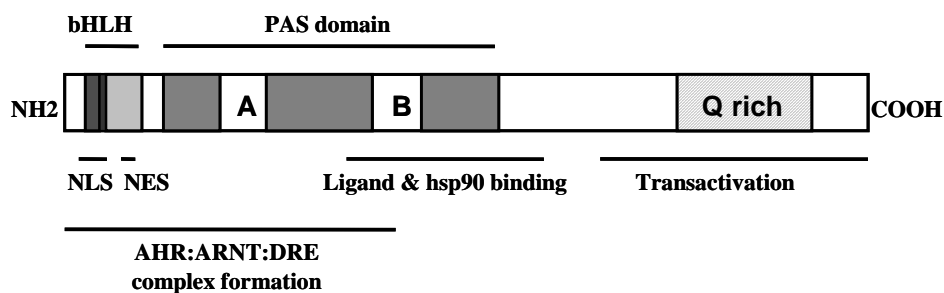 bHLH PAS domain
NH2 A B Q rich COOH
NLS NES Ligand & hsp90 binding Transactivation
AHR:ARNT:DRE
complex formation